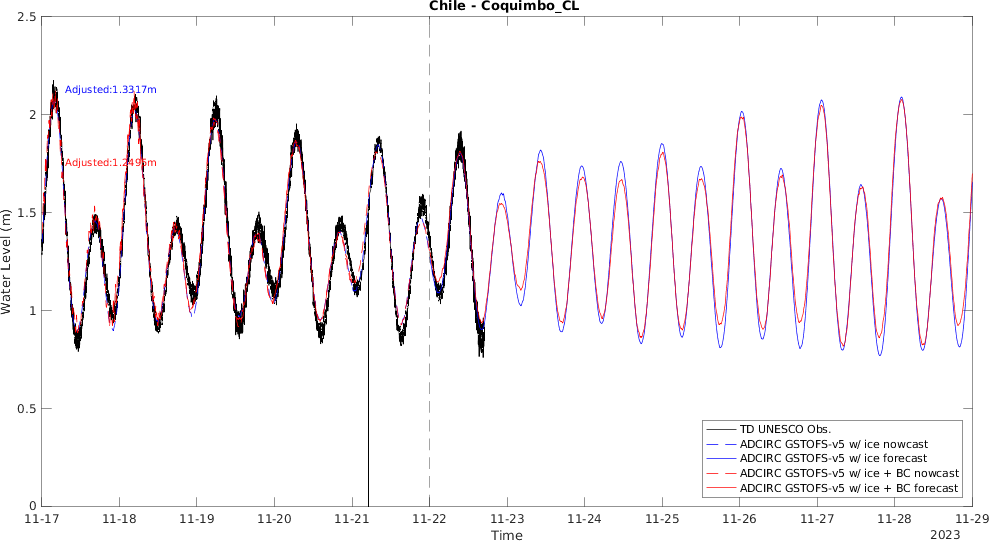 Chile - Coquimbo_CL
2.5
2
1.5
1
0.5
0
Water Level (m)
Adjusted:1.3317m
Adjusted:1.2495m
TD UNESCO Obs.
ADCIRC GSTOFS-v5 w/ ice nowcast
ADCIRC GSTOFS-v5 w/ ice forecast
ADCIRC GSTOFS-v5 w/ ice + BC nowcast
ADCIRC GSTOFS-v5 w/ ice + BC forecast
11-17 11-18 11-19 11-20 11-21 11-22 11-23 11-24 11-25 11-26 11-27 11-28 11-29
Time
2023